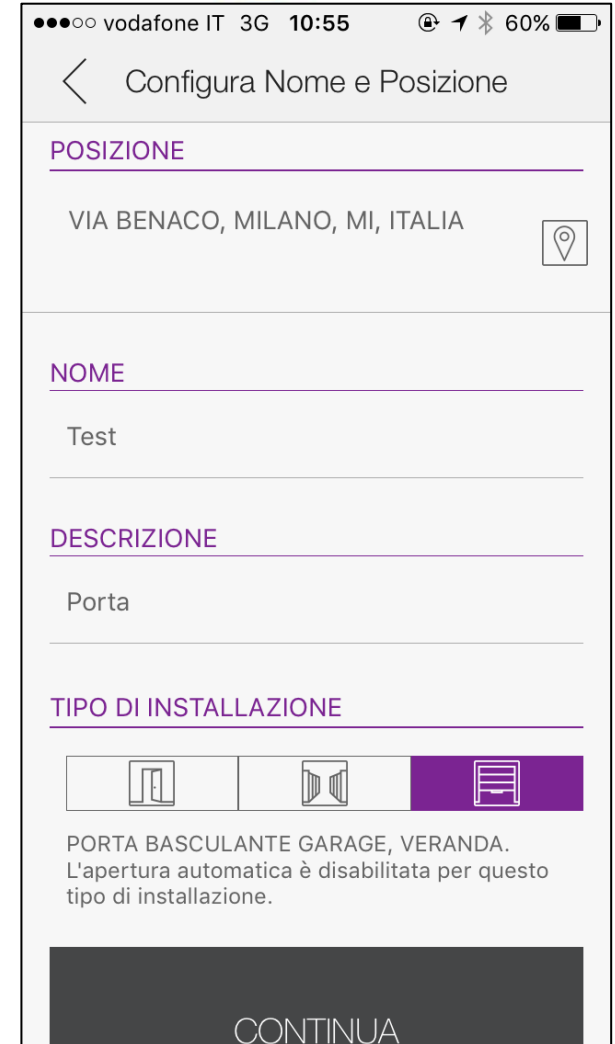 vodafone IT 3G 10:55 60%
Configura Nome e Posizione
POSIZIONE
VIA BENACO, MILANO, MI, ITALIA
NOME
Test
DESCRIZIONE
Porta
TIPO DI INSTALLAZIONE
PORTA BASCULANTE GARAGE, VERANDA.
L'apertura automatica è disabilitata per questo
tipo di installazione.
CONTINUA